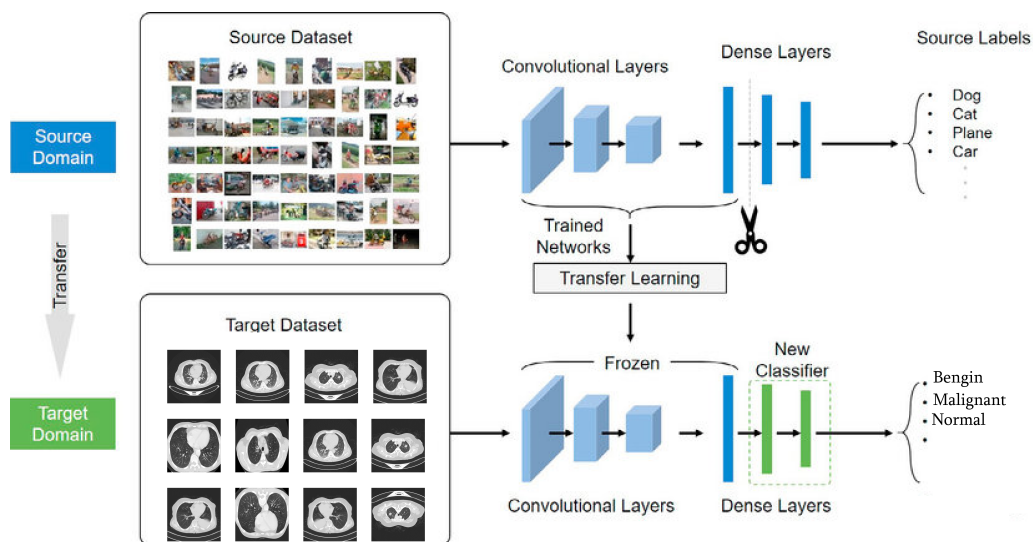 Source Dataset
Source Labels
Convolutional Layers
Dense Layers
Dog
Cat
Plane
Car
Source
Domain
Trained
Networks
Transfer Learning
Transfer
Target Dataset
Frozen
New
Classifier
Bengin
Malignant
Normal
Target
Domain
Convolutional Layers
Dense Layers